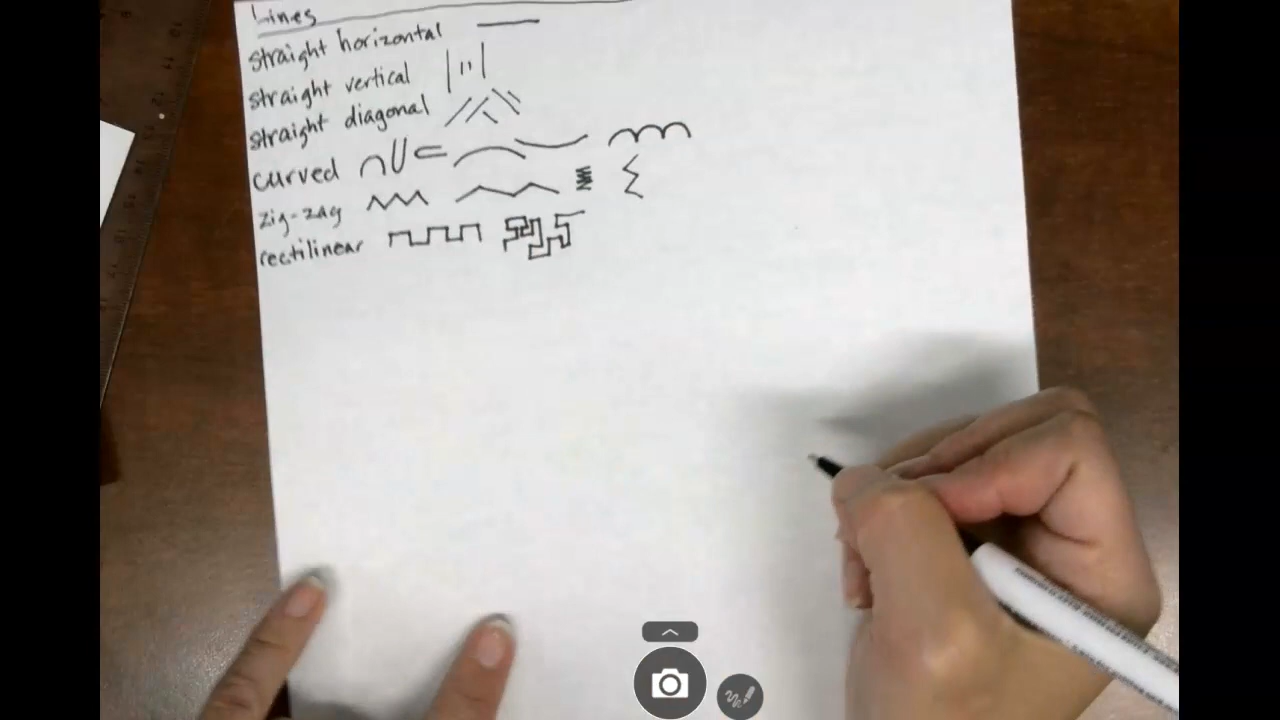 Lines
straight horizontal
straight vertical
straight diagonal
curved
zig-zag
rectilinear